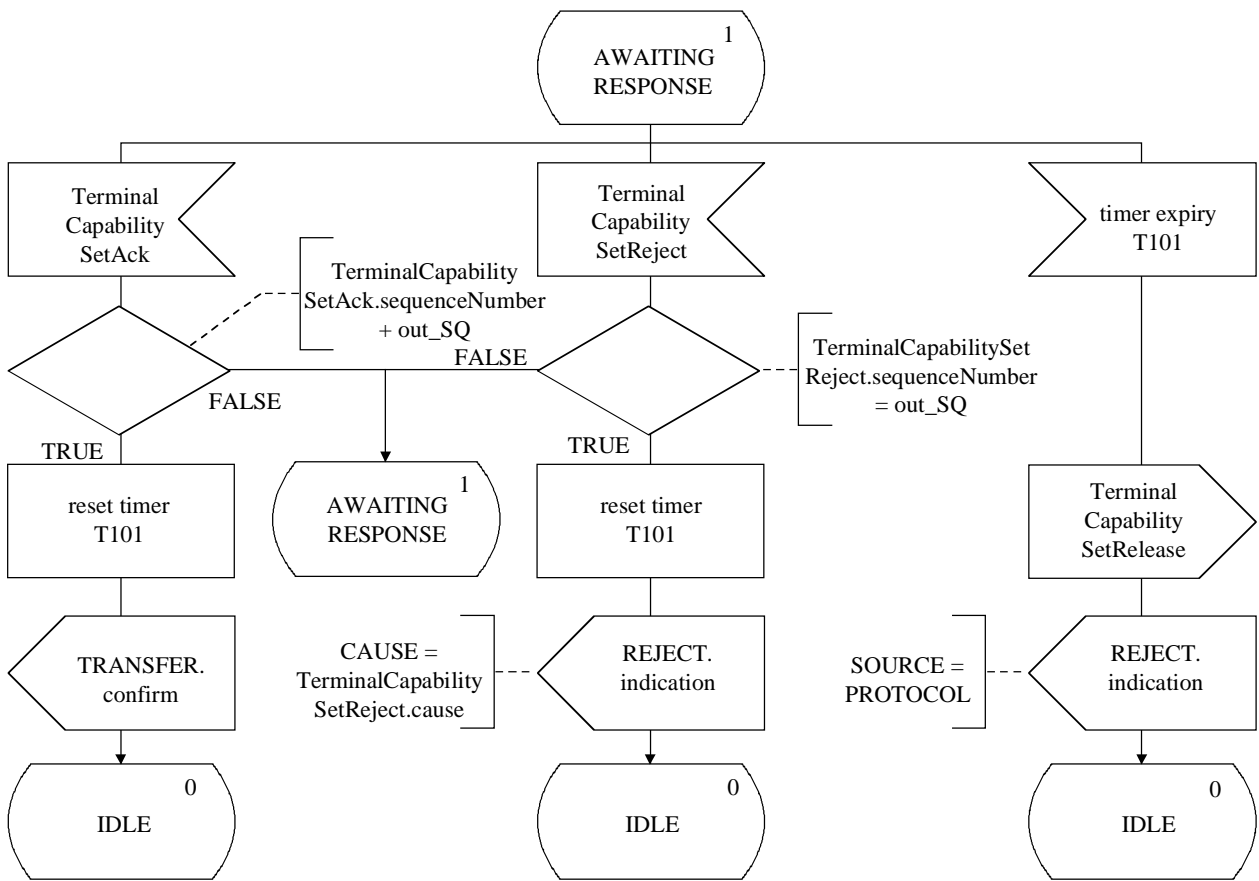 1
AWAITING
RESPONSE
Terminal
Capability
SetAck
Terminal
Capability
SetReject
timer expiry
T101
TerminalCapability
SetAck.sequenceNumber
+ out_SQ
TerminalCapabilitySet
Reject.sequenceNumber
= out_SQ
FALSE
FALSE
TRUE
TRUE
reset timer
T101
1
AWAITING
RESPONSE
reset timer
T101
Terminal
Capability
SetRelease
TRANSFER.
confirm
CAUSE =
TerminalCapability
SetReject.cause
REJECT.
indication
SOURCE =
PROTOCOL
REJECT.
indication
0
IDLE
0
IDLE
0
IDLE